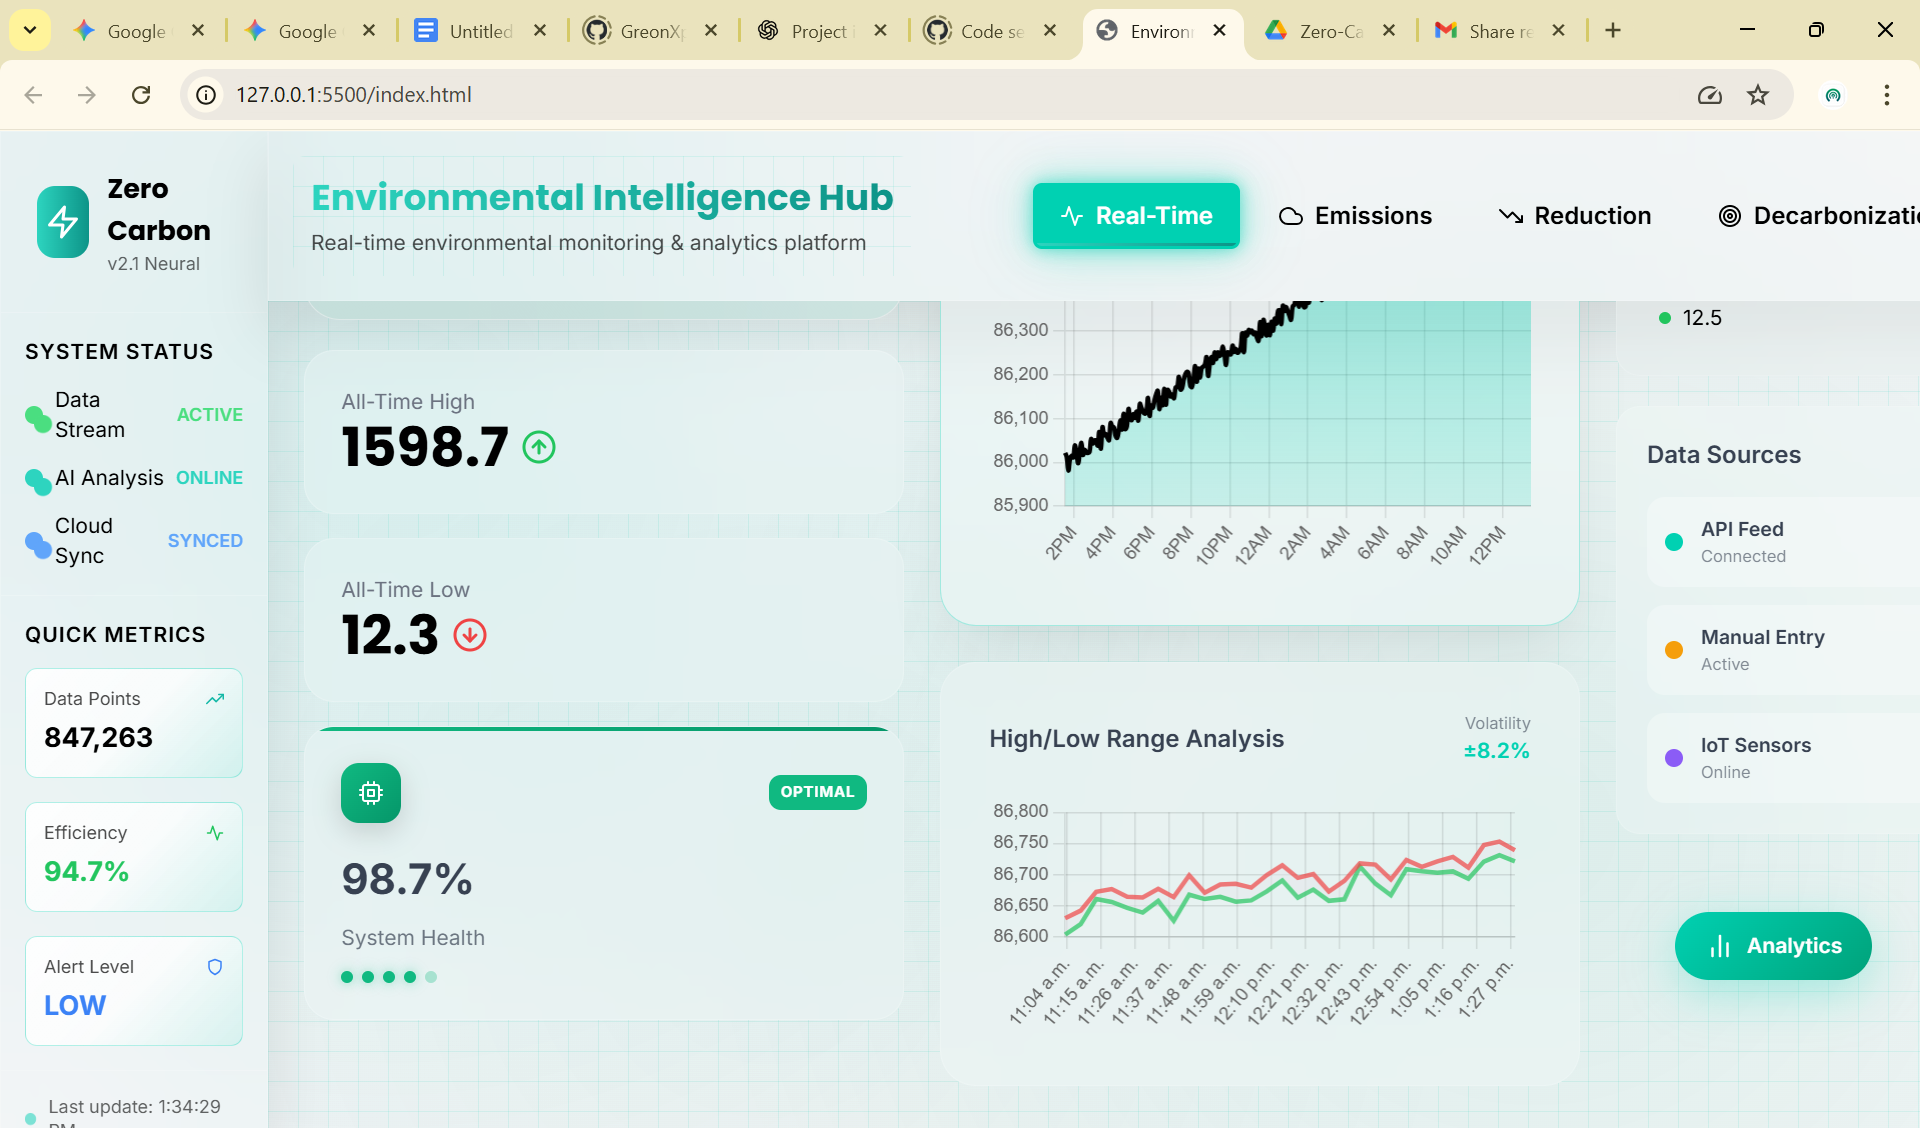 Google
Google
Untitled
GreonXp
Project i
Code se
Environm
Zero-Ca
Share re
127.0.0.1:5500/index.html
Zero
Carbon
v2.1 Neural
Environmental Intelligence Hub
Real-time environmental monitoring & analytics platform
Real-Time
Emissions
Reduction
Decarbonizatio
SYSTEM STATUS
Data
Stream
ACTIVE
AI Analysis
ONLINE
Cloud
Sync
SYNCED
QUICK METRICS
Data Points
847,263
Efficiency
94.7%
Alert Level
LOW
Last update: 1:34:29
PM
All-Time High
1598.7
All-Time Low
12.3
OPTIMAL
98.7%
System Health
86,300
86,200
86,100
86,000
85,900
2PM 4PM 6PM 8PM 10PM 12AM 2AM 4AM 6AM 8AM 10AM 12PM
High/Low Range Analysis
Volatility
±8.2%
86,800
86,750
86,700
86,650
86,600
11:04 a.m. 11:15 a.m. 11:26 a.m. 11:37 a.m. 11:48 a.m. 11:59 a.m. 12:10 p.m. 12:21 p.m. 12:32 p.m. 12:43 p.m. 12:54 p.m. 1:05 p.m. 1:16 p.m. 1:27 p.m.
12.5
Data Sources
API Feed
Connected
Manual Entry
Active
IoT Sensors
Online
Analytics